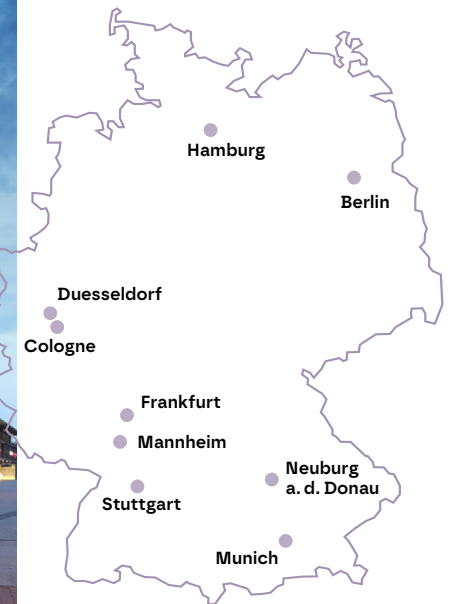 Hamburg
Berlin
Duesseldorf
Cologne
Frankfurt
Mannheim
Neuburg
a. d. Donau
Stuttgart
Munich